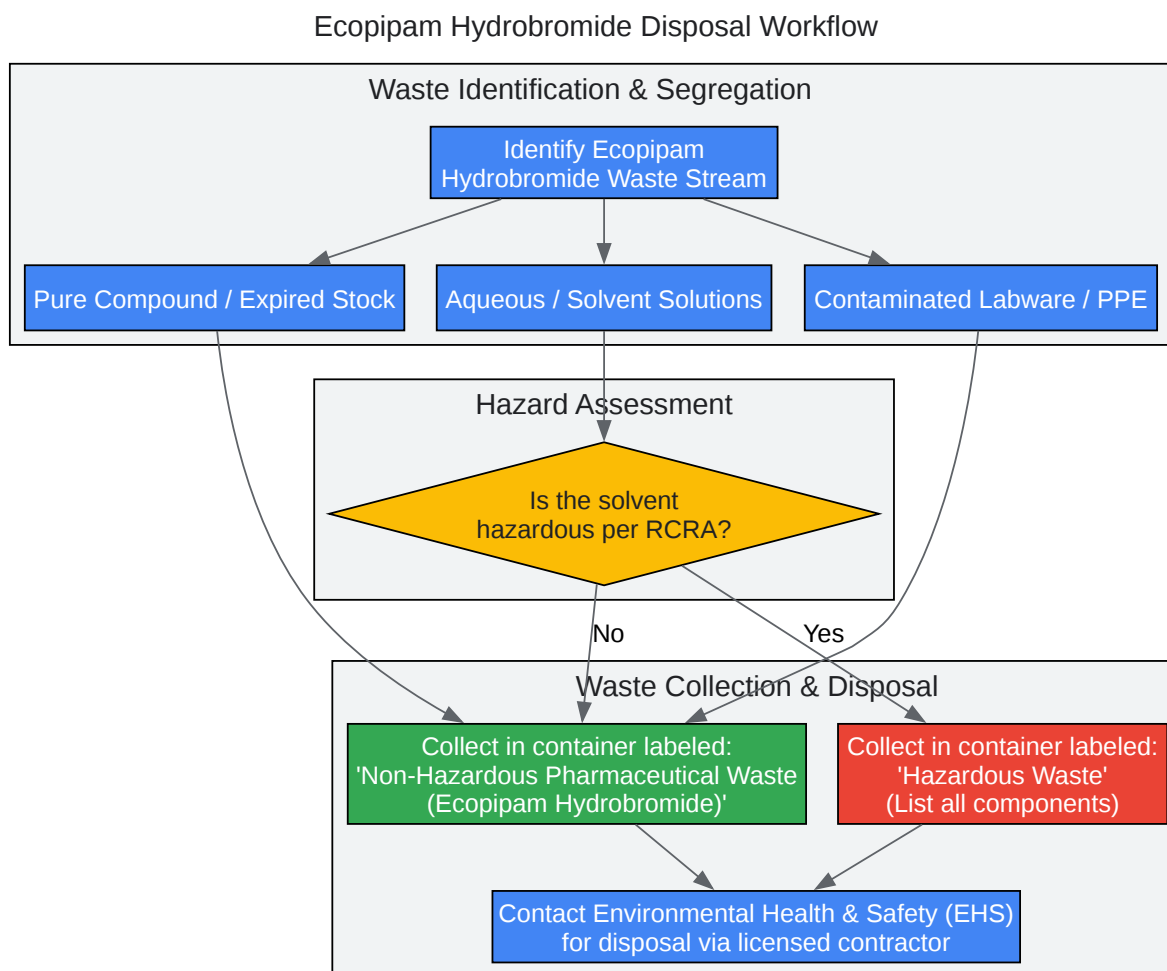 Ecopipam Hydrobromide Disposal Workflow
Waste Identification & Segregation
Identify Ecopipam
Hydrobromide Waste Stream
Pure Compound / Expired Stock
Aqueous / Solvent Solutions
Contaminated Labware / PPE
Hazard Assessment
Is the solvent
hazardous per RCRA?
No
Yes
Waste Collection & Disposal
Collect in container labeled:
'Non-Hazardous Pharmaceutical Waste
(Ecopipam Hydrobromide)'
Collect in container labeled:
'Hazardous Waste'
(List all components)
Contact Environmental Health & Safety (EHS)
for disposal via licensed contractor